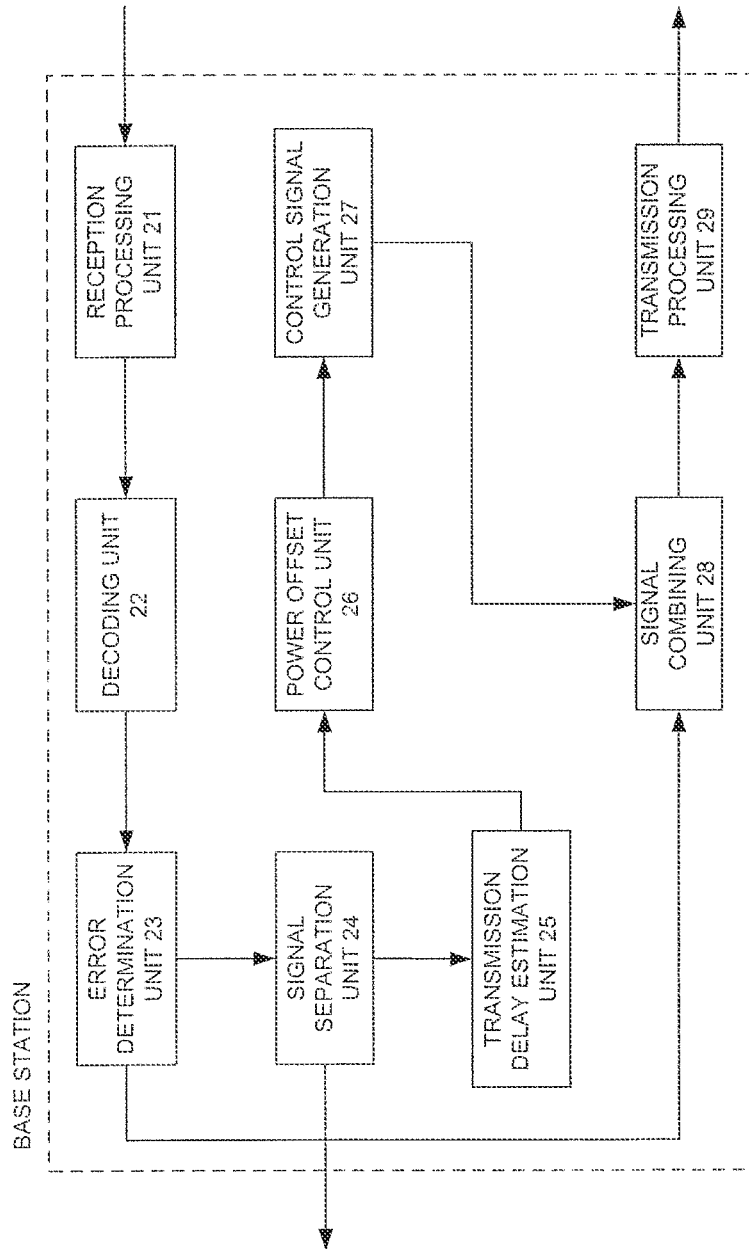 BASE STATION
RECEPTION
PROCESSING
UNIT 21
DECODING UNIT
22
ERROR
DETERMINATION
UNIT 23
SIGNAL
SEPARATION
UNIT 24
TRANSMISSION
DELAY ESTIMATION
UNIT 25
POWER OFFSET
CONTROL UNIT
26
CONTROL SIGNAL
GENERATION
UNIT 27
SIGNAL
COMBINING
UNIT 28
TRANSMISSION
PROCESSING
UNIT 29